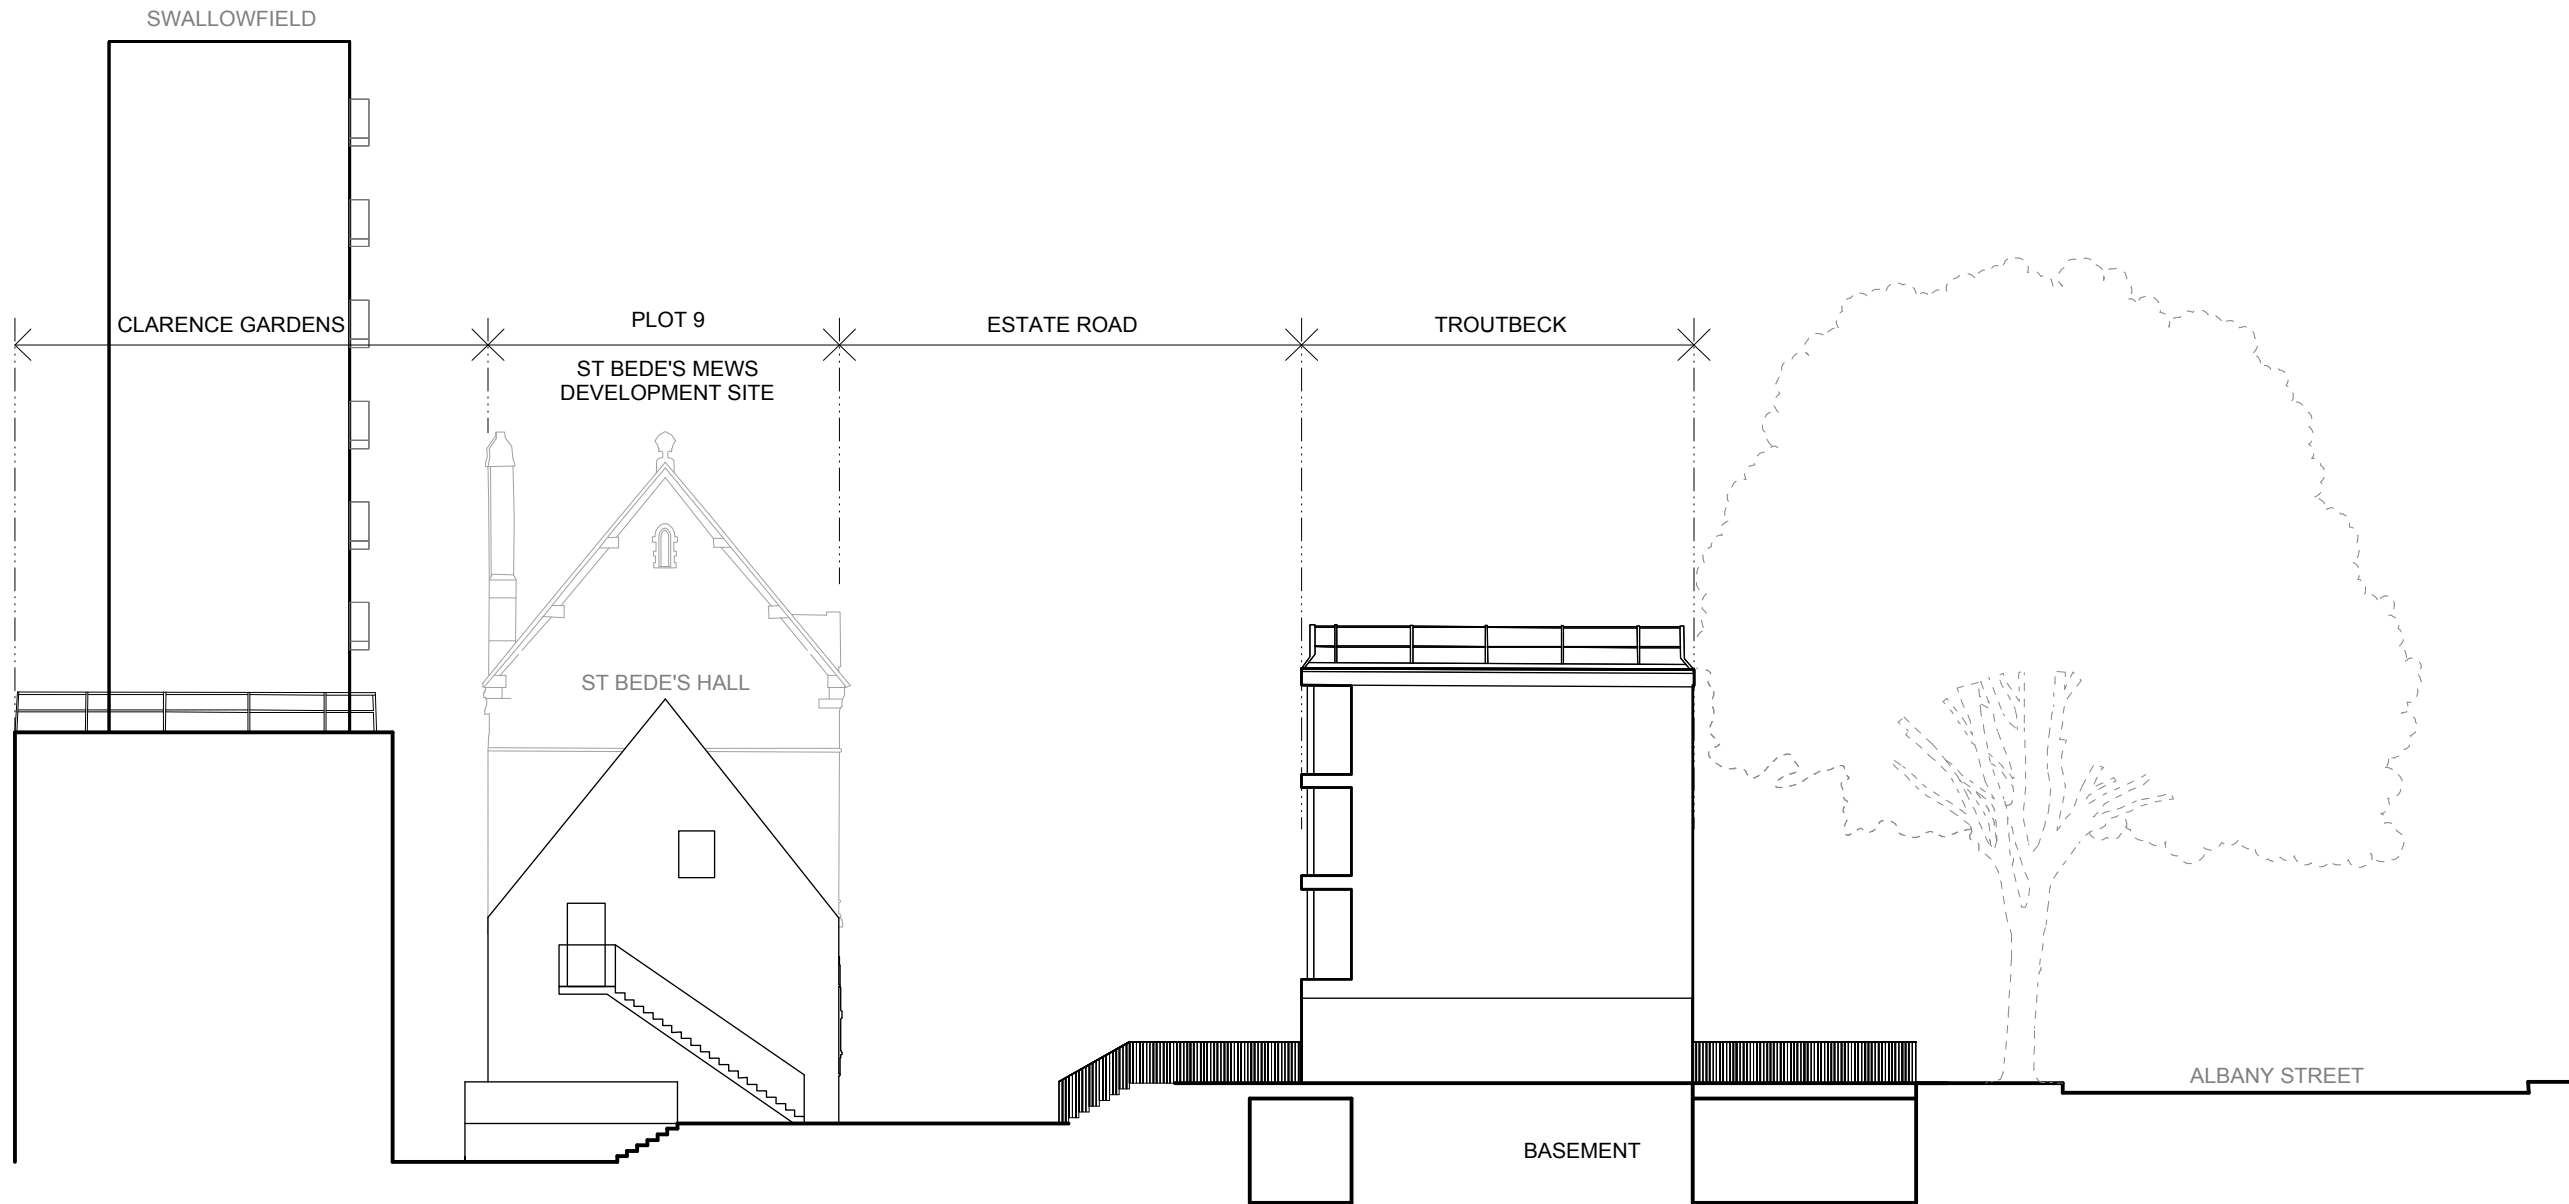 SWALLOWFIELD
CLARENCE GARDENS
PLOT 9
ESTATE ROAD
TROUTBECK
ST BEDE'S MEWS
DEVELOPMENT SITE
ST BEDE'S HALL
ALBANY STREET
BASEMENT